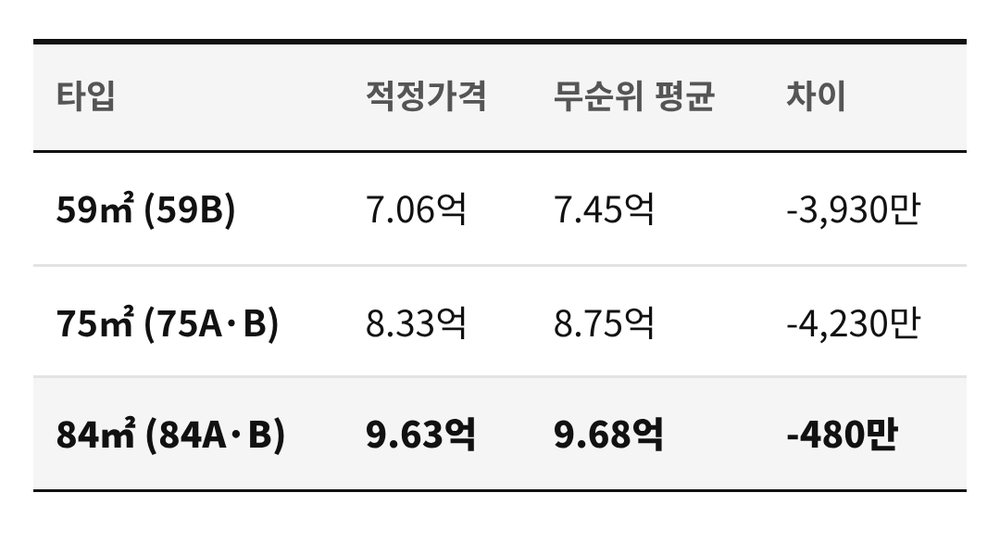 타입 적정가격 무순위 평균 차이
59㎡ (59B) 7.06억 7.45억 -3,930만
75㎡ (75A·B) 8.33억 8.75억 -4,230만
84㎡ (84A·B) 9.63억 9.68억 -480만